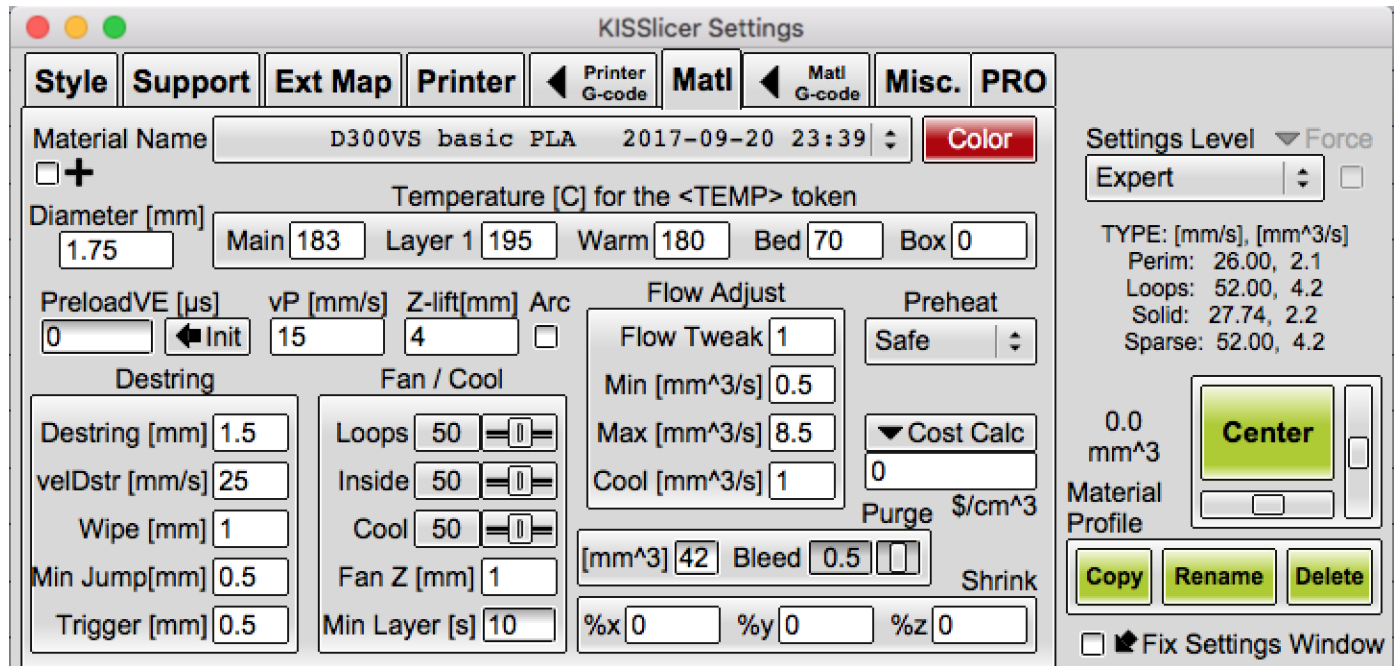 KISSlicer Settings
Style Support Ext Map Printer Printer G-code Matl Matl G-code Misc. PRO
Material Name D300VS basic PLA 2017-09-20 23:39 Color
Settings Level Force
Expert
Temperature [C] for the <TEMP> token
Diameter [mm]
1.75
Main 183 Layer 1 195 Warm 180 Bed 70 Box 0
TYPE: [mm/s], [mm^3/s]
Perim: 26.00, 2.1
Loops: 52.00, 4.2
Solid: 27.74, 2.2
Sparse: 52.00, 4.2
PreloadVE [µs] vP [mm/s] Z-lift[mm] Arc
0 Init 15 4
Flow Adjust
Flow Tweak 1
Min [mm^3/s] 0.5
Max [mm^3/s] 8.5
Cool [mm^3/s] 1
Preheat
Safe
Destring
Destring [mm] 1.5
velDstr [mm/s] 25
Wipe [mm] 1
Min Jump[mm] 0.5
Trigger [mm] 0.5
Fan / Cool
Loops 50
Inside 50
Cool 50
Fan Z [mm] 1
Min Layer [s] 10
Cost Calc
0
$/cm^3
Purge
[mm^3] 42 Bleed 0.5
Shrink
%x 0 %y 0 %z 0
0.0
mm^3
Center
Material
Profile
Copy Rename Delete
Fix Settings Window